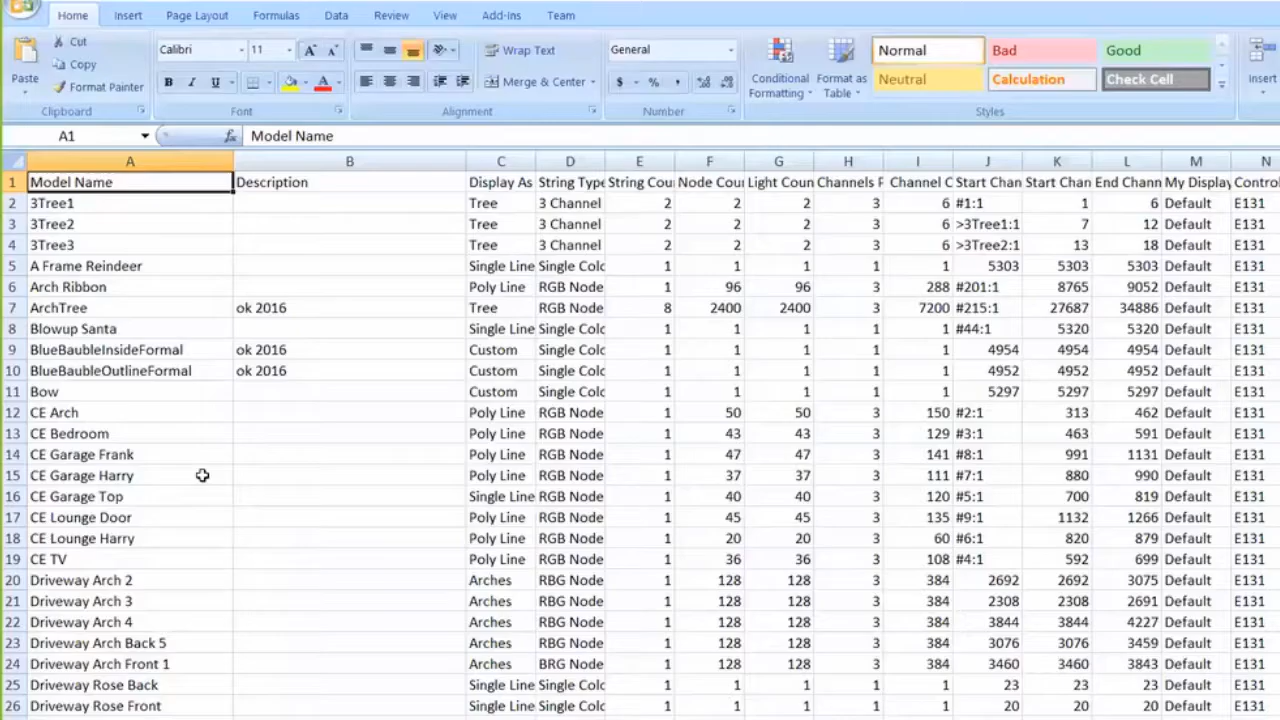 Home Insert Page Layout Formulas Data Review View Add-Ins Team
Cut
Copy
Format Painter
Paste
Clipboard
Calibri 11 A A
B I U A
Font
Wrap Text
Merge & Center
Alignment
General
$ % ,
Number
Conditional Formatting
Format as Table
Normal Bad Good
Neutral Calculation Check Cell
Styles
Insert
A1 fx Model Name
A B C D E F G H I J K L M N
1 Model Name Description Display As String Type String Cou Node Cou Light Coun Channels P Channel C Start Chan Start Chan End Chann My Display Contro
2 3Tree1 Tree 3 Channel 2 2 2 3 6 #1:1 1 6 Default E131
3 3Tree2 Tree 3 Channel 2 2 2 3 6 >3Tree1:1 7 12 Default E131
4 3Tree3 Tree 3 Channel 2 2 2 3 6 >3Tree2:1 13 18 Default E131
5 A Frame Reindeer Single Line Single Colo 1 1 1 1 1 5303 5303 5303 Default E131
6 Arch Ribbon Poly Line RGB Node 1 96 96 3 288 #201:1 8765 9052 Default E131
7 ArchTree ok 2016 Tree RGB Node 8 2400 2400 3 7200 #215:1 27687 34886 Default E131
8 Blowup Santa Single Line Single Colo 1 1 1 1 1 #44:1 5320 5320 Default E131
9 BlueBaubleInsideFormal ok 2016 Custom Single Colo 1 1 1 1 1 4954 4954 4954 Default E131
10 BlueBaubleOutlineFormal ok 2016 Custom Single Colo 1 1 1 1 1 4952 4952 4952 Default E131
11 Bow Custom Single Colo 1 1 1 1 1 5297 5297 5297 Default E131
12 CE Arch Poly Line RGB Node 1 50 50 3 150 #2:1 313 462 Default E131
13 CE Bedroom Poly Line RGB Node 1 43 43 3 129 #3:1 463 591 Default E131
14 CE Garage Frank Poly Line RGB Node 1 47 47 3 141 #8:1 991 1131 Default E131
15 CE Garage Harry Poly Line RGB Node 1 37 37 3 111 #7:1 880 990 Default E131
16 CE Garage Top Single Line RGB Node 1 40 40 3 120 #5:1 700 819 Default E131
17 CE Lounge Door Poly Line RGB Node 1 45 45 3 135 #9:1 1132 1266 Default E131
18 CE Lounge Harry Poly Line RGB Node 1 20 20 3 60 #6:1 820 879 Default E131
19 CE TV Poly Line RGB Node 1 36 36 3 108 #4:1 592 699 Default E131
20 Driveway Arch 2 Arches RBG Node 1 128 128 3 384 2692 2692 3075 Default E131
21 Driveway Arch 3 Arches RBG Node 1 128 128 3 384 2308 2308 2691 Default E131
22 Driveway Arch 4 Arches RBG Node 1 128 128 3 384 3844 3844 4227 Default E131
23 Driveway Arch Back 5 Arches RBG Node 1 128 128 3 384 3076 3076 3459 Default E131
24 Driveway Arch Front 1 Arches BRG Node 1 128 128 3 384 3460 3460 3843 Default E131
25 Driveway Rose Back Single Line Single Colo 1 1 1 1 1 23 23 23 Default E131
26 Driveway Rose Front Single Line Single Colo 1 1 1 1 1 20 20 20 Default E131